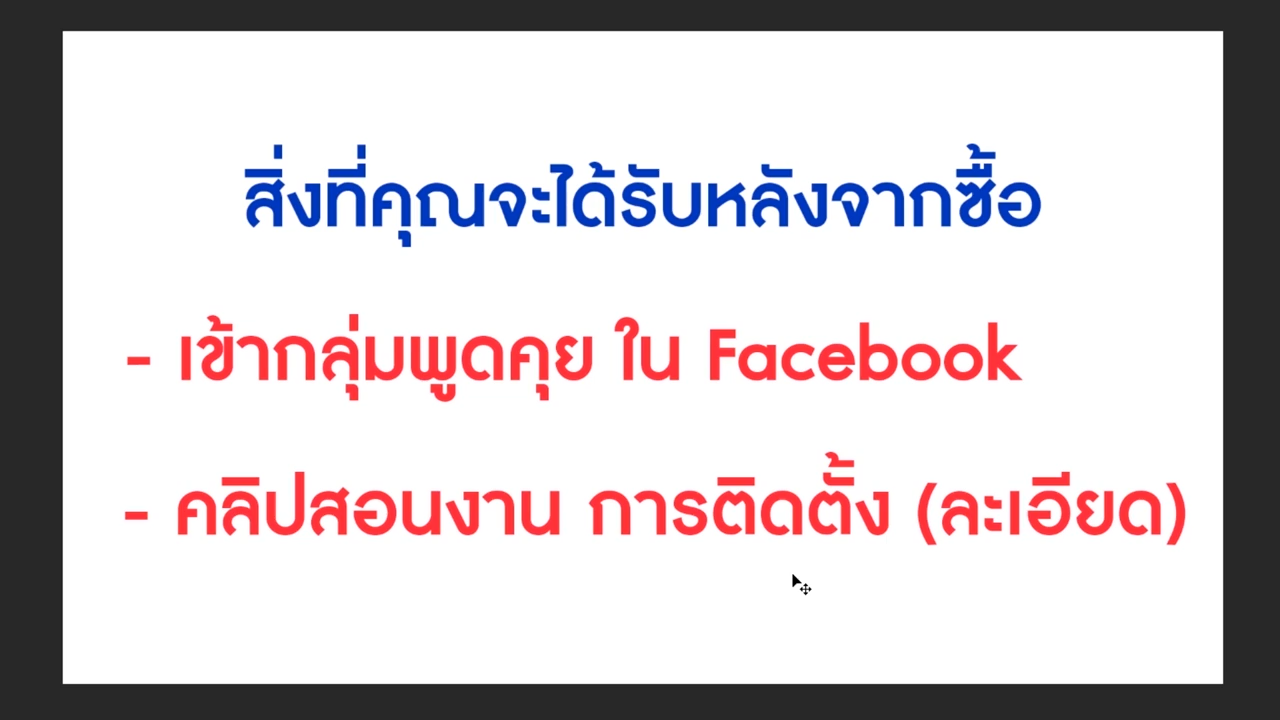 สิ่งที่คุณจะได้รับหลังจากซื้อ
- เข้ากลุ่มพูดคุย ใน Facebook
- คลิปสอนงาน การติดตั้ง (ละเอียด)